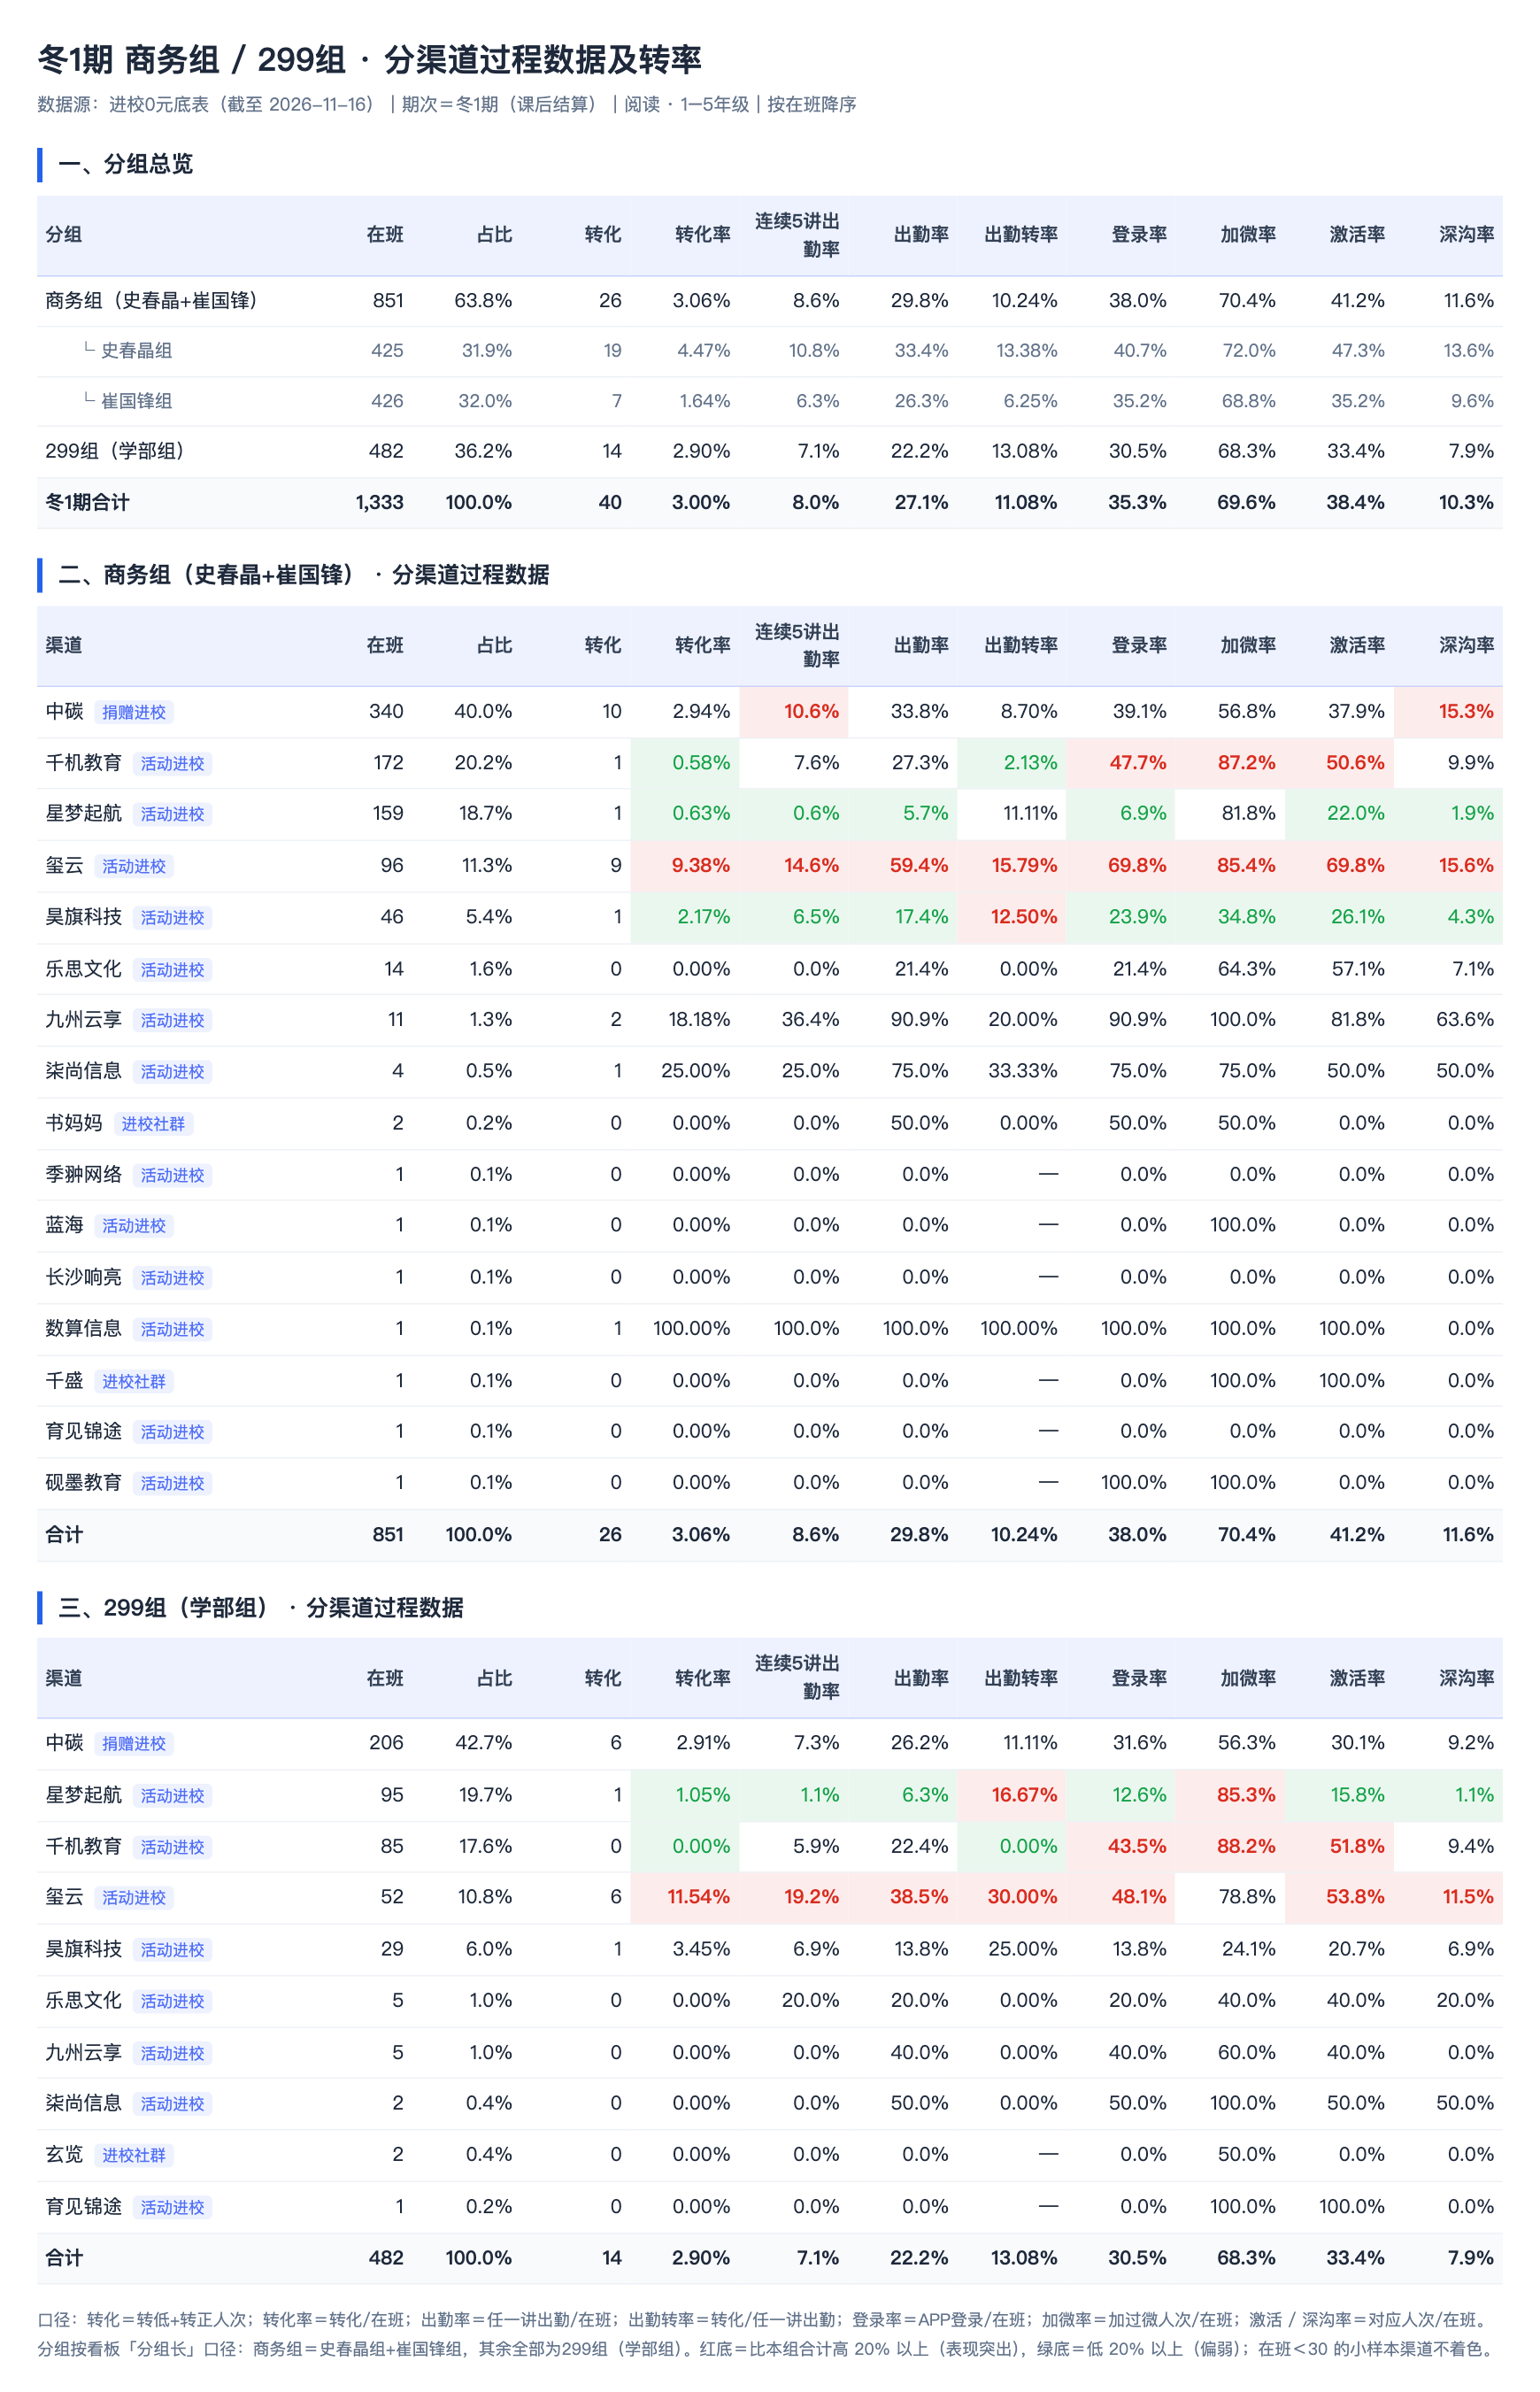 冬1期 商务组 / 299组 · 分渠道过程数据及转率
数据源：进校0元底表（截至 2026-11-16）｜期次＝冬1期（课后结算）｜阅读 · 1—5年级｜按在班降序
一、分组总览
分组 在班 占比 转化 转化率 连续5讲出勤率 出勤率 出勤转率 登录率 加微率 激活率 深沟率
商务组（史春晶+崔国锋） 851 63.8% 26 3.06% 8.6% 29.8% 10.24% 38.0% 70.4% 41.2% 11.6%
└ 史春晶组 425 31.9% 19 4.47% 10.8% 33.4% 13.38% 40.7% 72.0% 47.3% 13.6%
└ 崔国锋组 426 32.0% 7 1.64% 6.3% 26.3% 6.25% 35.2% 68.8% 35.2% 9.6%
299组（学部组） 482 36.2% 14 2.90% 7.1% 22.2% 13.08% 30.5% 68.3% 33.4% 7.9%
冬1期合计 1,333 100.0% 40 3.00% 8.0% 27.1% 11.08% 35.3% 69.6% 38.4% 10.3%
二、商务组（史春晶+崔国锋） · 分渠道过程数据
渠道 在班 占比 转化 转化率 连续5讲出勤率 出勤率 出勤转率 登录率 加微率 激活率 深沟率
中碳 捐赠进校 340 40.0% 10 2.94% 10.6% 33.8% 8.70% 39.1% 56.8% 37.9% 15.3%
千机教育 活动进校 172 20.2% 1 0.58% 7.6% 27.3% 2.13% 47.7% 87.2% 50.6% 9.9%
星梦起航 活动进校 159 18.7% 1 0.63% 0.6% 5.7% 11.11% 6.9% 81.8% 22.0% 1.9%
玺云 活动进校 96 11.3% 9 9.38% 14.6% 59.4% 15.79% 69.8% 85.4% 69.8% 15.6%
昊旗科技 活动进校 46 5.4% 1 2.17% 6.5% 17.4% 12.50% 23.9% 34.8% 26.1% 4.3%
乐思文化 活动进校 14 1.6% 0 0.00% 0.0% 21.4% 0.00% 21.4% 64.3% 57.1% 7.1%
九州云享 活动进校 11 1.3% 2 18.18% 36.4% 90.9% 20.00% 90.9% 100.0% 81.8% 63.6%
柒尚信息 活动进校 4 0.5% 1 25.00% 25.0% 75.0% 33.33% 75.0% 75.0% 50.0% 50.0%
书妈妈 进校社群 2 0.2% 0 0.00% 0.0% 50.0% 0.00% 50.0% 50.0% 0.0% 0.0%
季翀网络 活动进校 1 0.1% 0 0.00% 0.0% 0.0% — 0.0% 0.0% 0.0% 0.0%
蓝海 活动进校 1 0.1% 0 0.00% 0.0% 0.0% — 0.0% 100.0% 0.0% 0.0%
长沙响亮 活动进校 1 0.1% 0 0.00% 0.0% 0.0% — 0.0% 0.0% 0.0% 0.0%
数算信息 活动进校 1 0.1% 1 100.00% 100.0% 100.0% 100.00% 100.0% 100.0% 100.0% 0.0%
千盛 进校社群 1 0.1% 0 0.00% 0.0% 0.0% — 0.0% 100.0% 100.0% 0.0%
育见锦途 活动进校 1 0.1% 0 0.00% 0.0% 0.0% — 0.0% 0.0% 0.0% 0.0%
砚墨教育 活动进校 1 0.1% 0 0.00% 0.0% 0.0% — 100.0% 100.0% 0.0% 0.0%
合计 851 100.0% 26 3.06% 8.6% 29.8% 10.24% 38.0% 70.4% 41.2% 11.6%
三、299组（学部组） · 分渠道过程数据
渠道 在班 占比 转化 转化率 连续5讲出勤率 出勤率 出勤转率 登录率 加微率 激活率 深沟率
中碳 捐赠进校 206 42.7% 6 2.91% 7.3% 26.2% 11.11% 31.6% 56.3% 30.1% 9.2%
星梦起航 活动进校 95 19.7% 1 1.05% 1.1% 6.3% 16.67% 12.6% 85.3% 15.8% 1.1%
千机教育 活动进校 85 17.6% 0 0.00% 5.9% 22.4% 0.00% 43.5% 88.2% 51.8% 9.4%
玺云 活动进校 52 10.8% 6 11.54% 19.2% 38.5% 30.00% 48.1% 78.8% 53.8% 11.5%
昊旗科技 活动进校 29 6.0% 1 3.45% 6.9% 13.8% 25.00% 13.8% 24.1% 20.7% 6.9%
乐思文化 活动进校 5 1.0% 0 0.00% 20.0% 20.0% 0.00% 20.0% 40.0% 40.0% 20.0%
九州云享 活动进校 5 1.0% 0 0.00% 0.0% 40.0% 0.00% 40.0% 60.0% 40.0% 0.0%
柒尚信息 活动进校 2 0.4% 0 0.00% 0.0% 50.0% 0.00% 50.0% 100.0% 50.0% 50.0%
玄览 进校社群 2 0.4% 0 0.00% 0.0% 0.0% — 0.0% 50.0% 0.0% 0.0%
育见锦途 活动进校 1 0.2% 0 0.00% 0.0% 0.0% — 0.0% 100.0% 100.0% 0.0%
合计 482 100.0% 14 2.90% 7.1% 22.2% 13.08% 30.5% 68.3% 33.4% 7.9%
口径：转化＝转低+转正人次；转化率＝转化/在班；出勤率＝任一讲出勤/在班；出勤转率＝转化/任一讲出勤；登录率＝APP登录/在班；加微率＝加过微人次/在班；激活 / 深沟率＝对应人次/在班。
分组按看板「分组长」口径：商务组＝史春晶组+崔国锋组，其余全部为299组（学部组）。红底＝比本组合计高 20% 以上（表现突出），绿底＝低 20% 以上（偏弱）；在班＜30 的小样本渠道不着色。